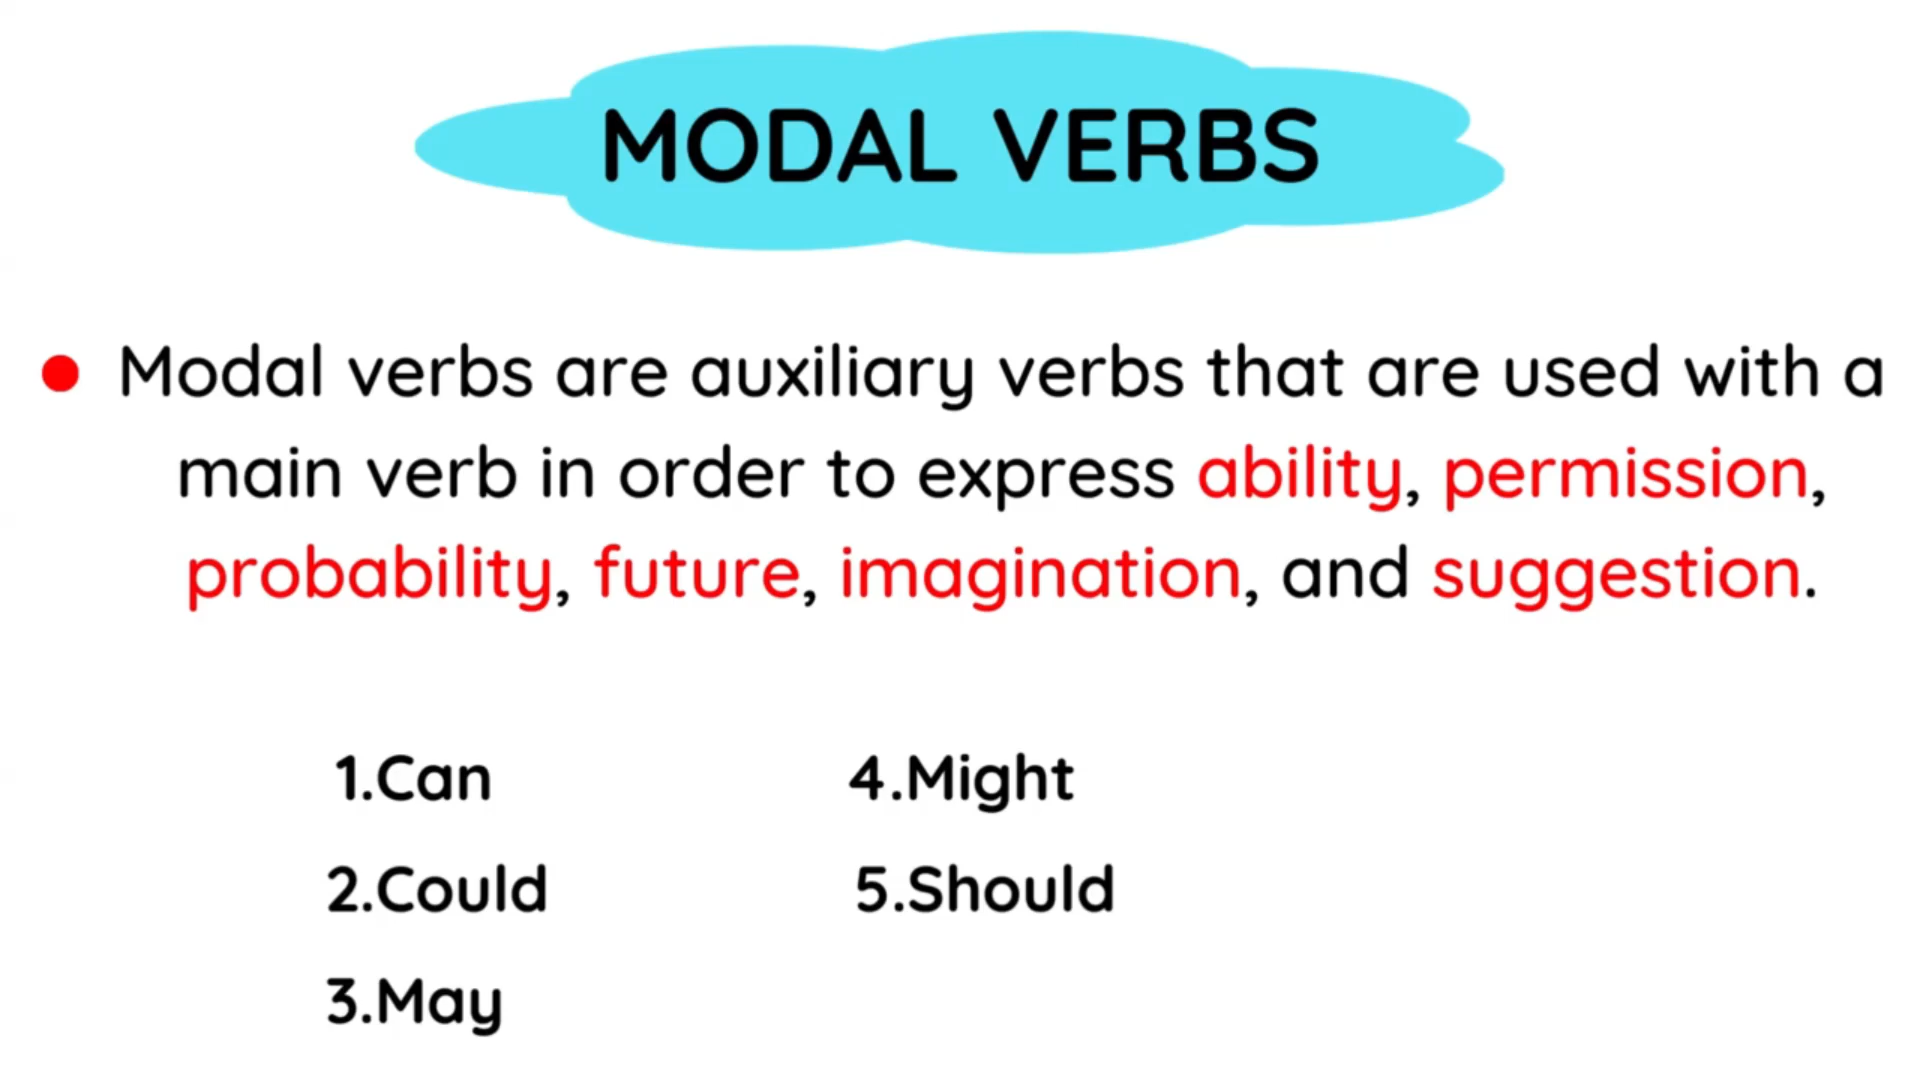 MODAL VERBS
Modal verbs are auxiliary verbs that are used with a
main verb in order to express ability, permission,
probability, future, imagination, and suggestion.
1.Can
2.Could
3.May
4.Might
5.Should